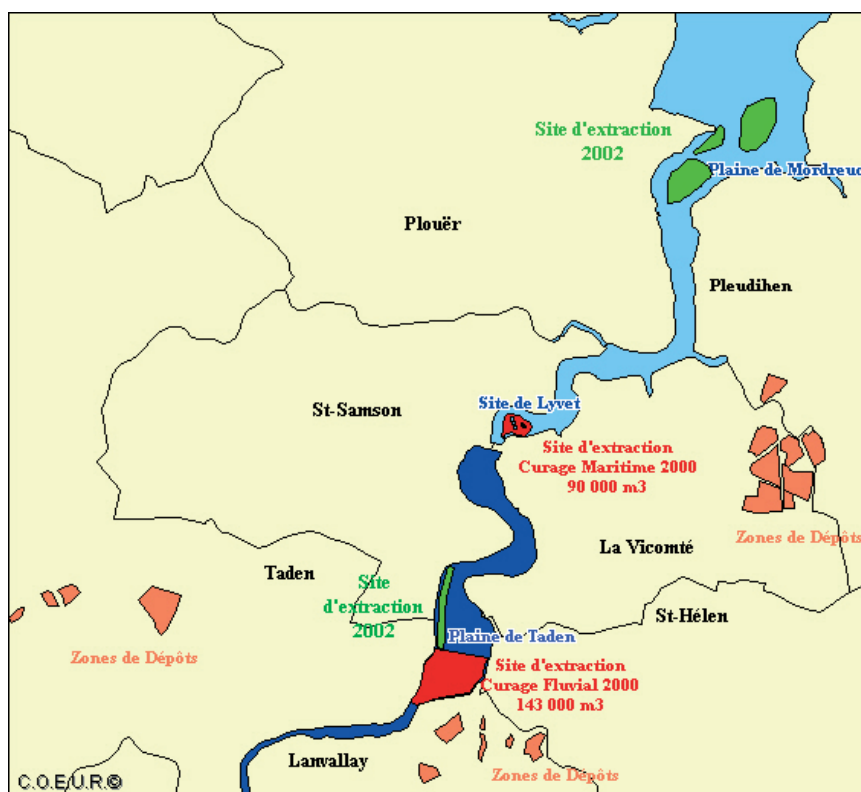 Site d'extraction
2002
Plaine de Mordreuc
Plouër
Pleudihen
St-Samson
Site de Lyvet
Site d'extraction
Curage Maritime 2000
90 000 m3
Zones de Dépôts
La Vicomté
Taden
Site
d'extraction
2002
St-Hélen
Plaine de Taden
Zones de Dépôts
Site d'extraction
Curage Fluvial 2000
143 000 m3
Lanvallay
Zones de Dépôts
C.O.E.U.R.©